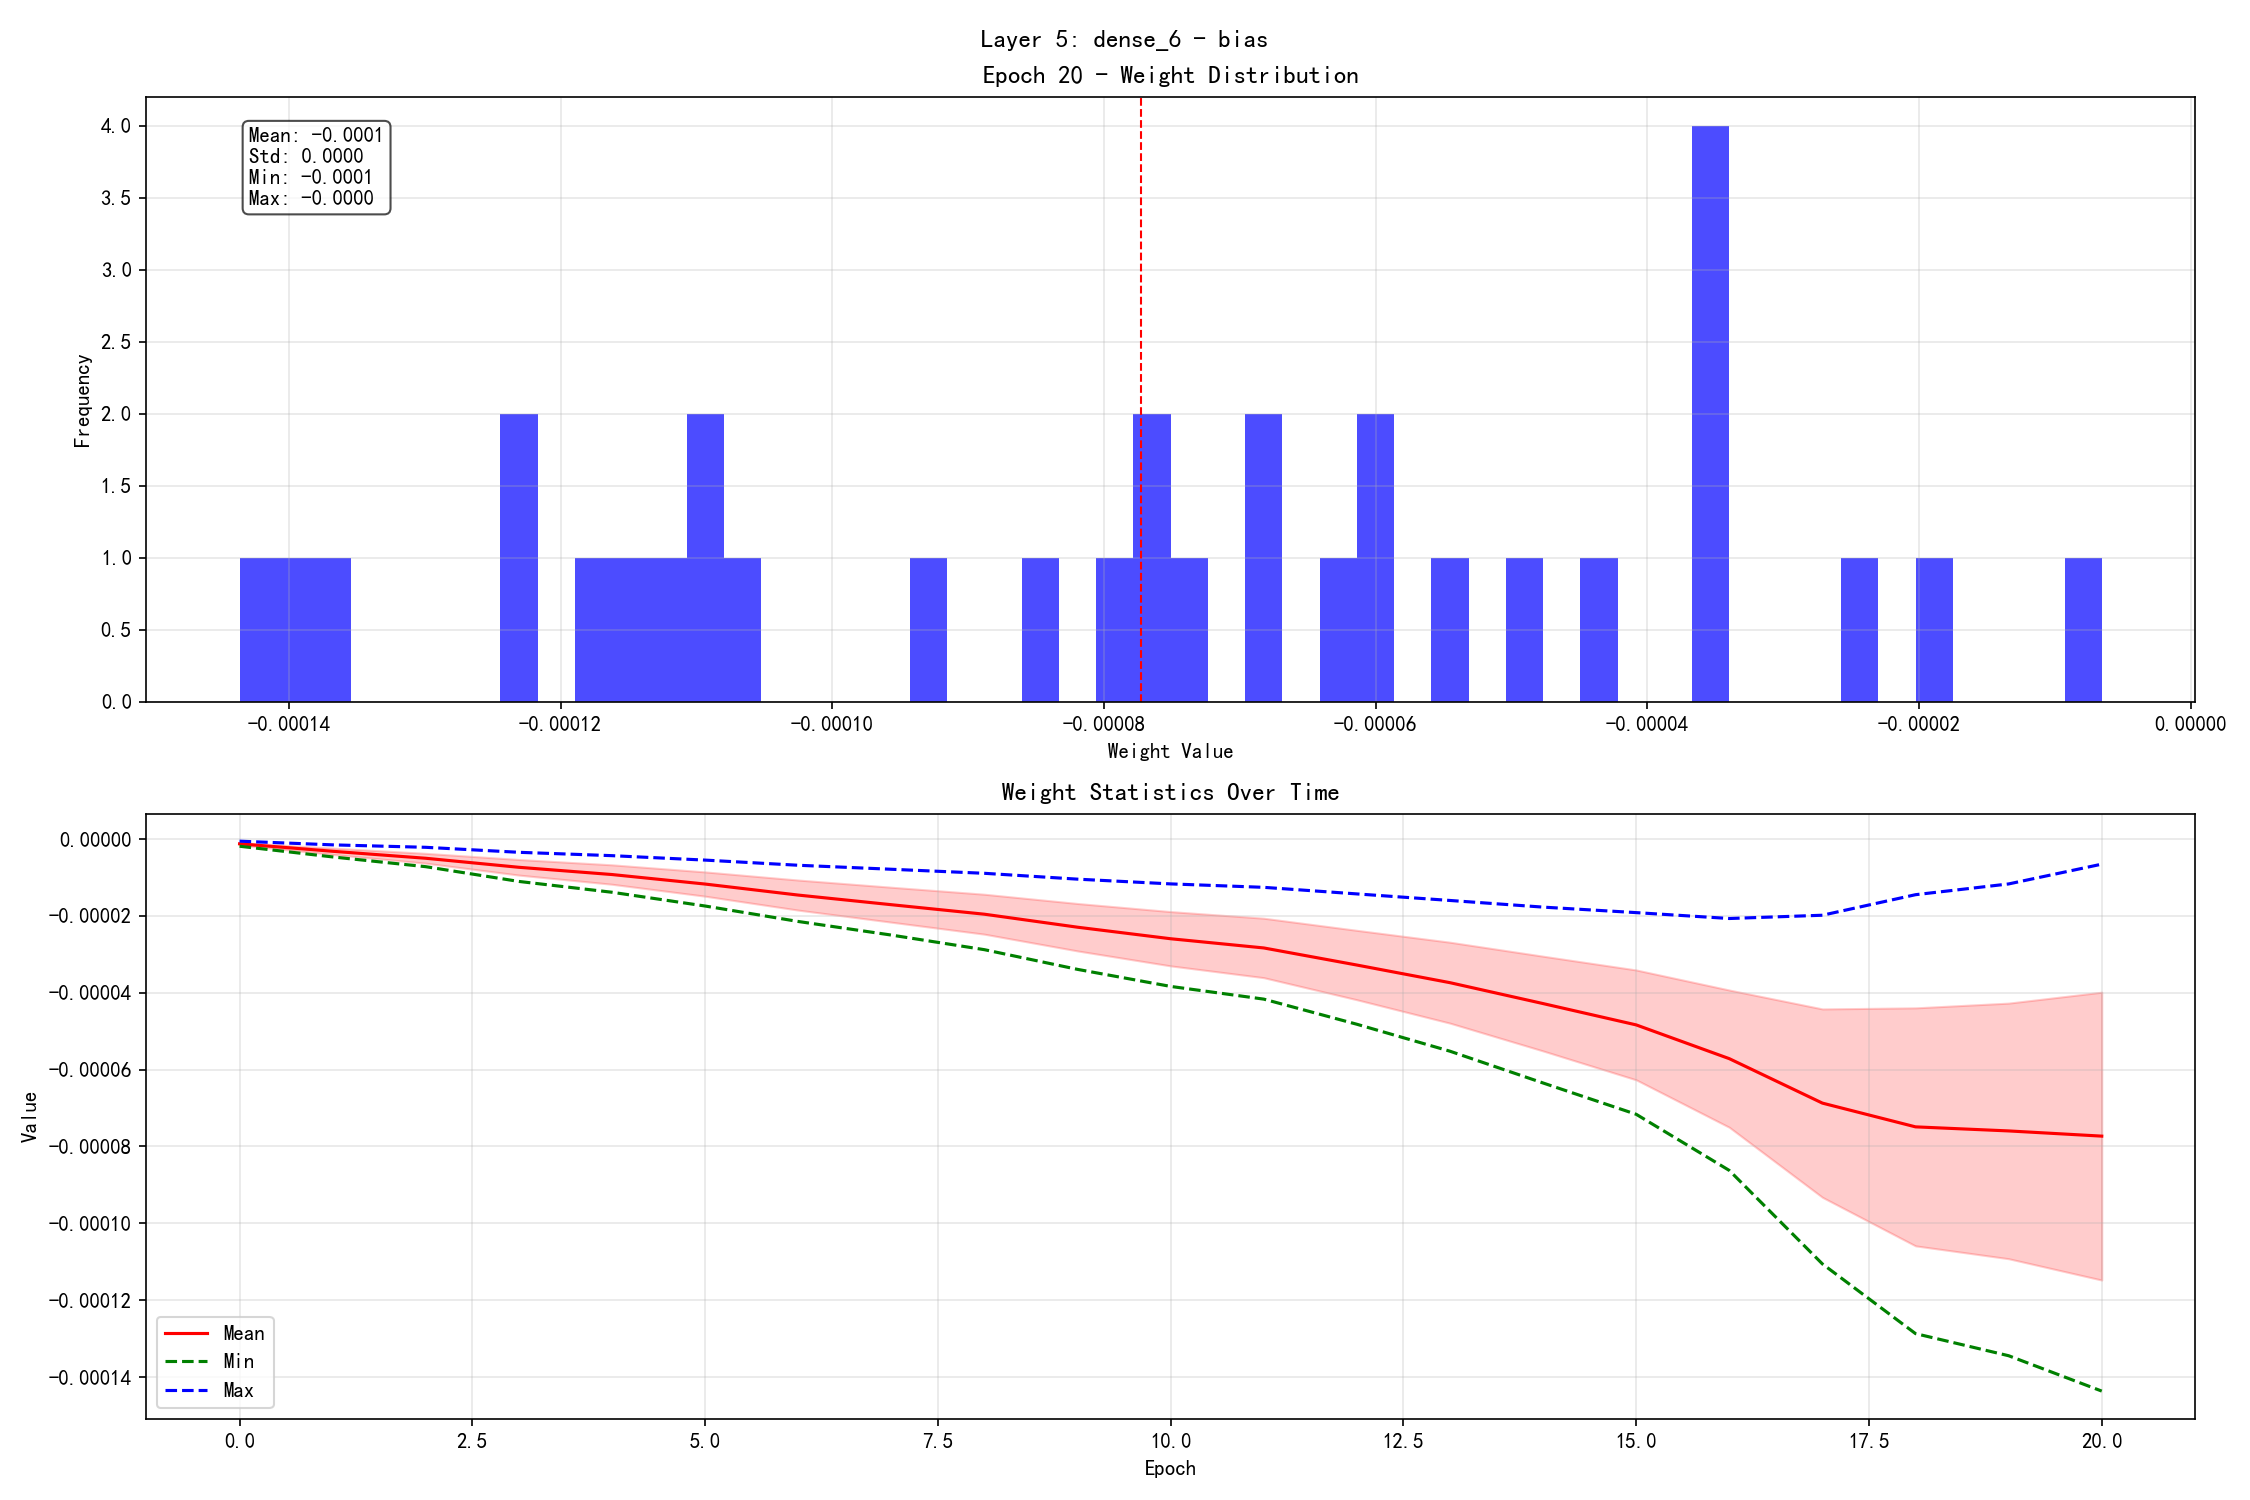 Layer 5: dense_6 - bias
Epoch 20 - Weight Distribution
4.0
3.5
3.0
2.5
2.0
1.5
1.0
0.5
0.0
Frequency
Mean: -0.0001
Std: 0.0000
Min: -0.0001
Max: -0.0000
-0.00014
-0.00012
-0.00010
-0.00008
-0.00006
-0.00004
-0.00002
0.00000
Weight Value
Weight Statistics Over Time
0.00000
-0.00002
-0.00004
-0.00006
-0.00008
-0.00010
-0.00012
-0.00014
Value
Mean
Min
Max
0.0
2.5
5.0
7.5
10.0
12.5
15.0
17.5
20.0
Epoch